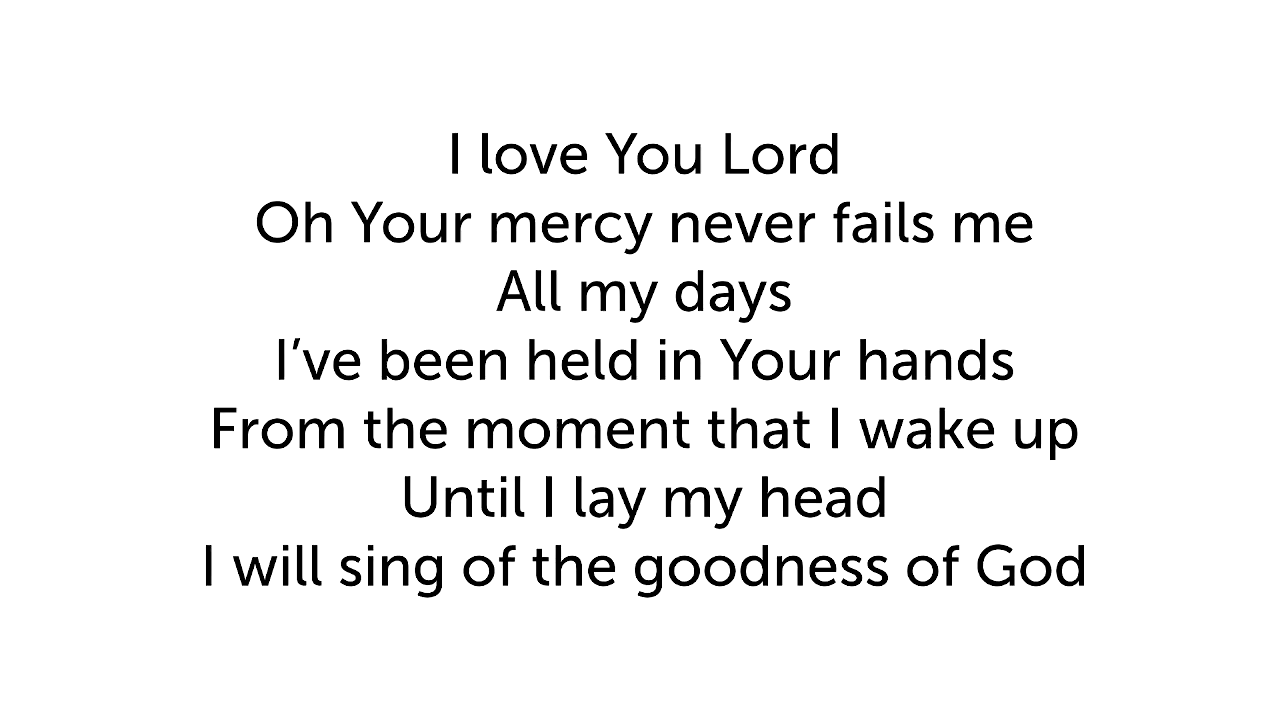 I love You Lord
Oh Your mercy never fails me
All my days
I’ve been held in Your hands
From the moment that I wake up
Until I lay my head
I will sing of the goodness of God